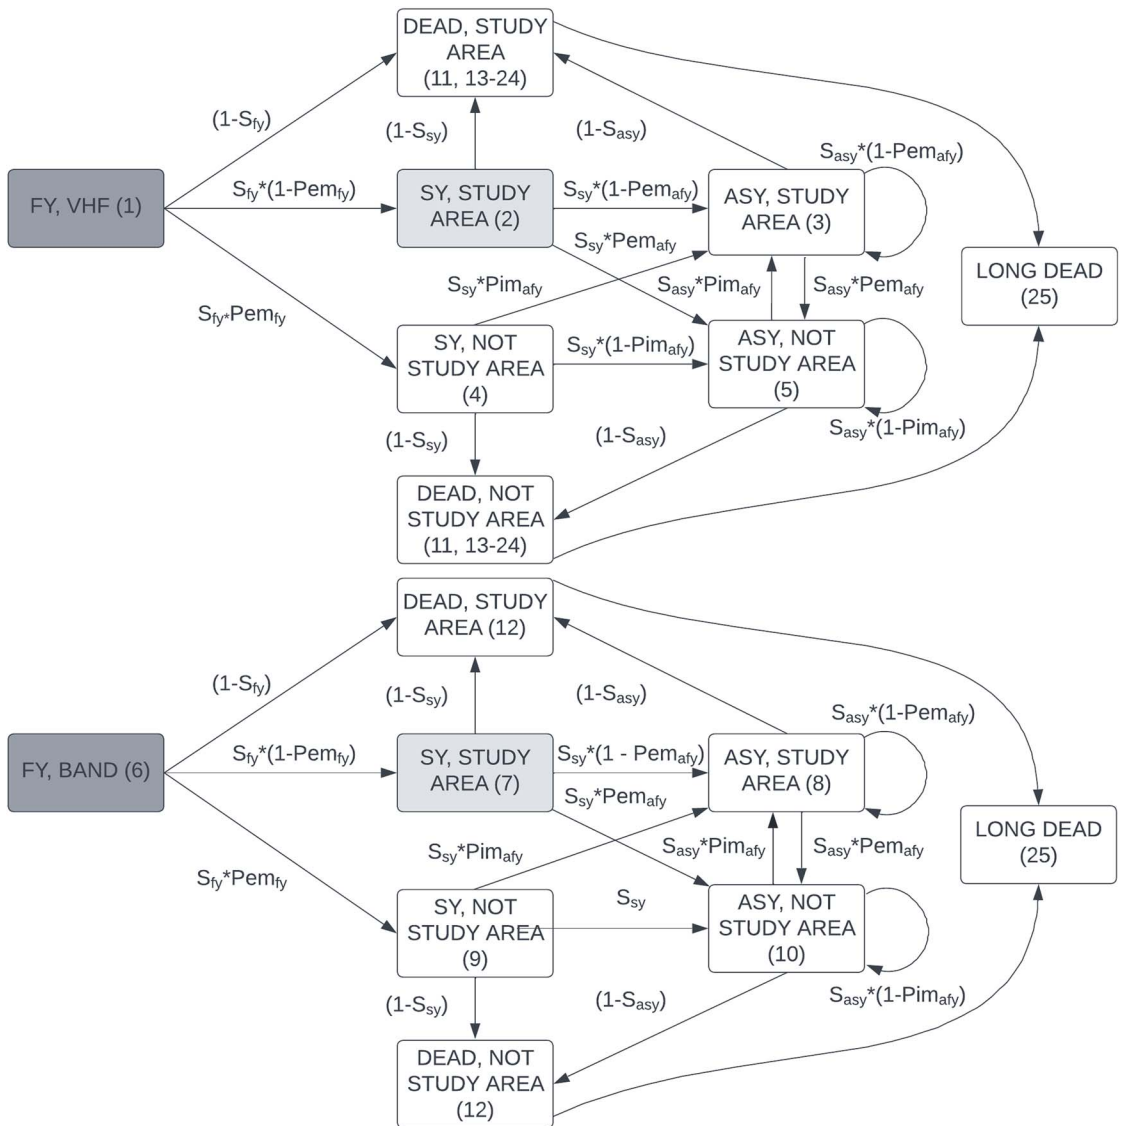 DEAD, STUDY
AREA
(11, 13-24)
(1-Sfy)
(1-Ssy)
(1-Sasy)
Sasy*(1-Pemafy)
FY, VHF (1)
Sfy*(1-Pemfy)
SY, STUDY
AREA (2)
Ssy*(1-Pemafy)
ASY, STUDY
AREA (3)
Ssy*Pemafy
Ssy*Pimafy
Sasy*Pimafy
Sasy*Pemafy
LONG DEAD
(25)
Sfy*Pemfy
SY, NOT
STUDY AREA
(4)
Ssy*(1-Pimafy)
ASY, NOT
STUDY AREA
(5)
(1-Ssy)
(1-Sasy)
Sasy*(1-Pimafy)
DEAD, NOT
STUDY AREA
(11, 13-24)
DEAD, STUDY
AREA (12)
(1-Sfy)
(1-Ssy)
(1-Sasy)
Sasy*(1-Pemafy)
FY, BAND (6)
Sfy*(1-Pemfy)
SY, STUDY
AREA (7)
Ssy*(1 - Pemafy)
ASY, STUDY
AREA (8)
Ssy*Pemafy
Ssy*Pimafy
Sasy*Pimafy
Sasy*Pemafy
LONG DEAD
(25)
Sfy*Pemfy
SY, NOT
STUDY AREA
(9)
Ssy
ASY, NOT
STUDY AREA
(10)
(1-Ssy)
(1-Sasy)
Sasy*(1-Pimafy)
DEAD, NOT
STUDY AREA
(12)